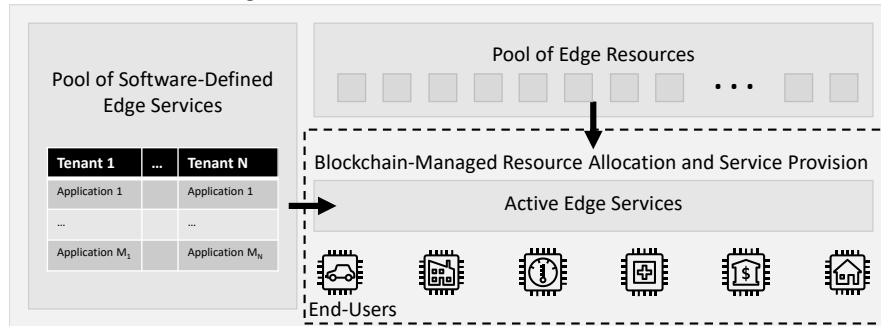 Pool of Software-Defined
Edge Services
Tenant 1 ... Tenant N
Application 1 Application 1
... ...
Application M₁ Application Mₙ
Pool of Edge Resources
...
Blockchain-Managed Resource Allocation and Service Provision
Active Edge Services
$
End-Users